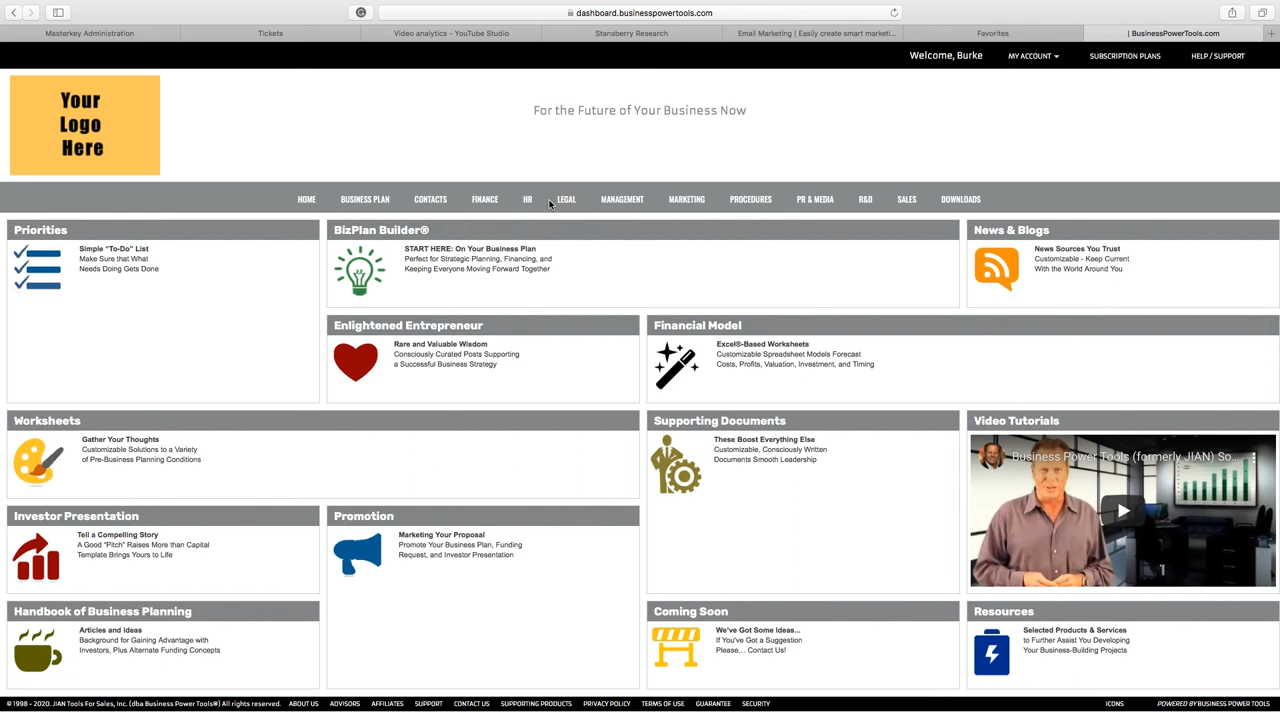 dashboard.businesspowertools.com
Masterkey Administration
Tickets
Video analytics - YouTube Studio
Stansberry Research
Email Marketing | Easily create smart marketi...
Favorites
| BusinessPowerTools.com
Welcome, Burke
MY ACCOUNT
SUBSCRIPTION PLANS
HELP / SUPPORT
Your
Logo
Here
For the Future of Your Business Now
HOME
BUSINESS PLAN
CONTACTS
FINANCE
HR
LEGAL
MANAGEMENT
MARKETING
PROCEDURES
PR & MEDIA
R&D
SALES
DOWNLOADS
Priorities
Simple "To-Do" List
Make Sure that What
Needs Doing Gets Done
BizPlan Builder®
START HERE: On Your Business Plan
Perfect for Strategic Planning, Financing, and
Keeping Everyone Moving Forward Together
News & Blogs
News Sources You Trust
Customizable - Keep Current
With the World Around You
Enlightened Entrepreneur
Rare and Valuable Wisdom
Consciously Curated Posts Supporting
a Successful Business Strategy
Financial Model
Excel®-Based Worksheets
Customizable Spreadsheet Models Forecast
Costs, Profits, Valuation, Investment, and Timing
Worksheets
Gather Your Thoughts
Customizable Solutions to a Variety
of Pre-Business Planning Conditions
Supporting Documents
These Boost Everything Else
Customizable, Consciously Written
Documents Smooth Leadership
Video Tutorials
Business Power Tools (formerly JIAN) So...
Investor Presentation
Tell a Compelling Story
A Good "Pitch" Raises More than Capital
Template Brings Yours to Life
Promotion
Marketing Your Proposal
Promote Your Business Plan, Funding
Request, and Investor Presentation
Handbook of Business Planning
Articles and Ideas
Background for Gaining Advantage with
Investors, Plus Alternate Funding Concepts
Coming Soon
We've Got Some Ideas...
If You've Got a Suggestion
Please... Contact Us!
Resources
Selected Products & Services
to Further Assist You Developing
Your Business-Building Projects
© 1998 - 2020. JIAN Tools For Sales, Inc. (dba Business Power Tools®) All rights reserved.
ABOUT US
ADVISORS
AFFILIATES
SUPPORT
CONTACT US
SUPPORTING PRODUCTS
PRIVACY POLICY
TERMS OF USE
GUARANTEE
SECURITY
ICONS
POWERED BY BUSINESS POWER TOOLS